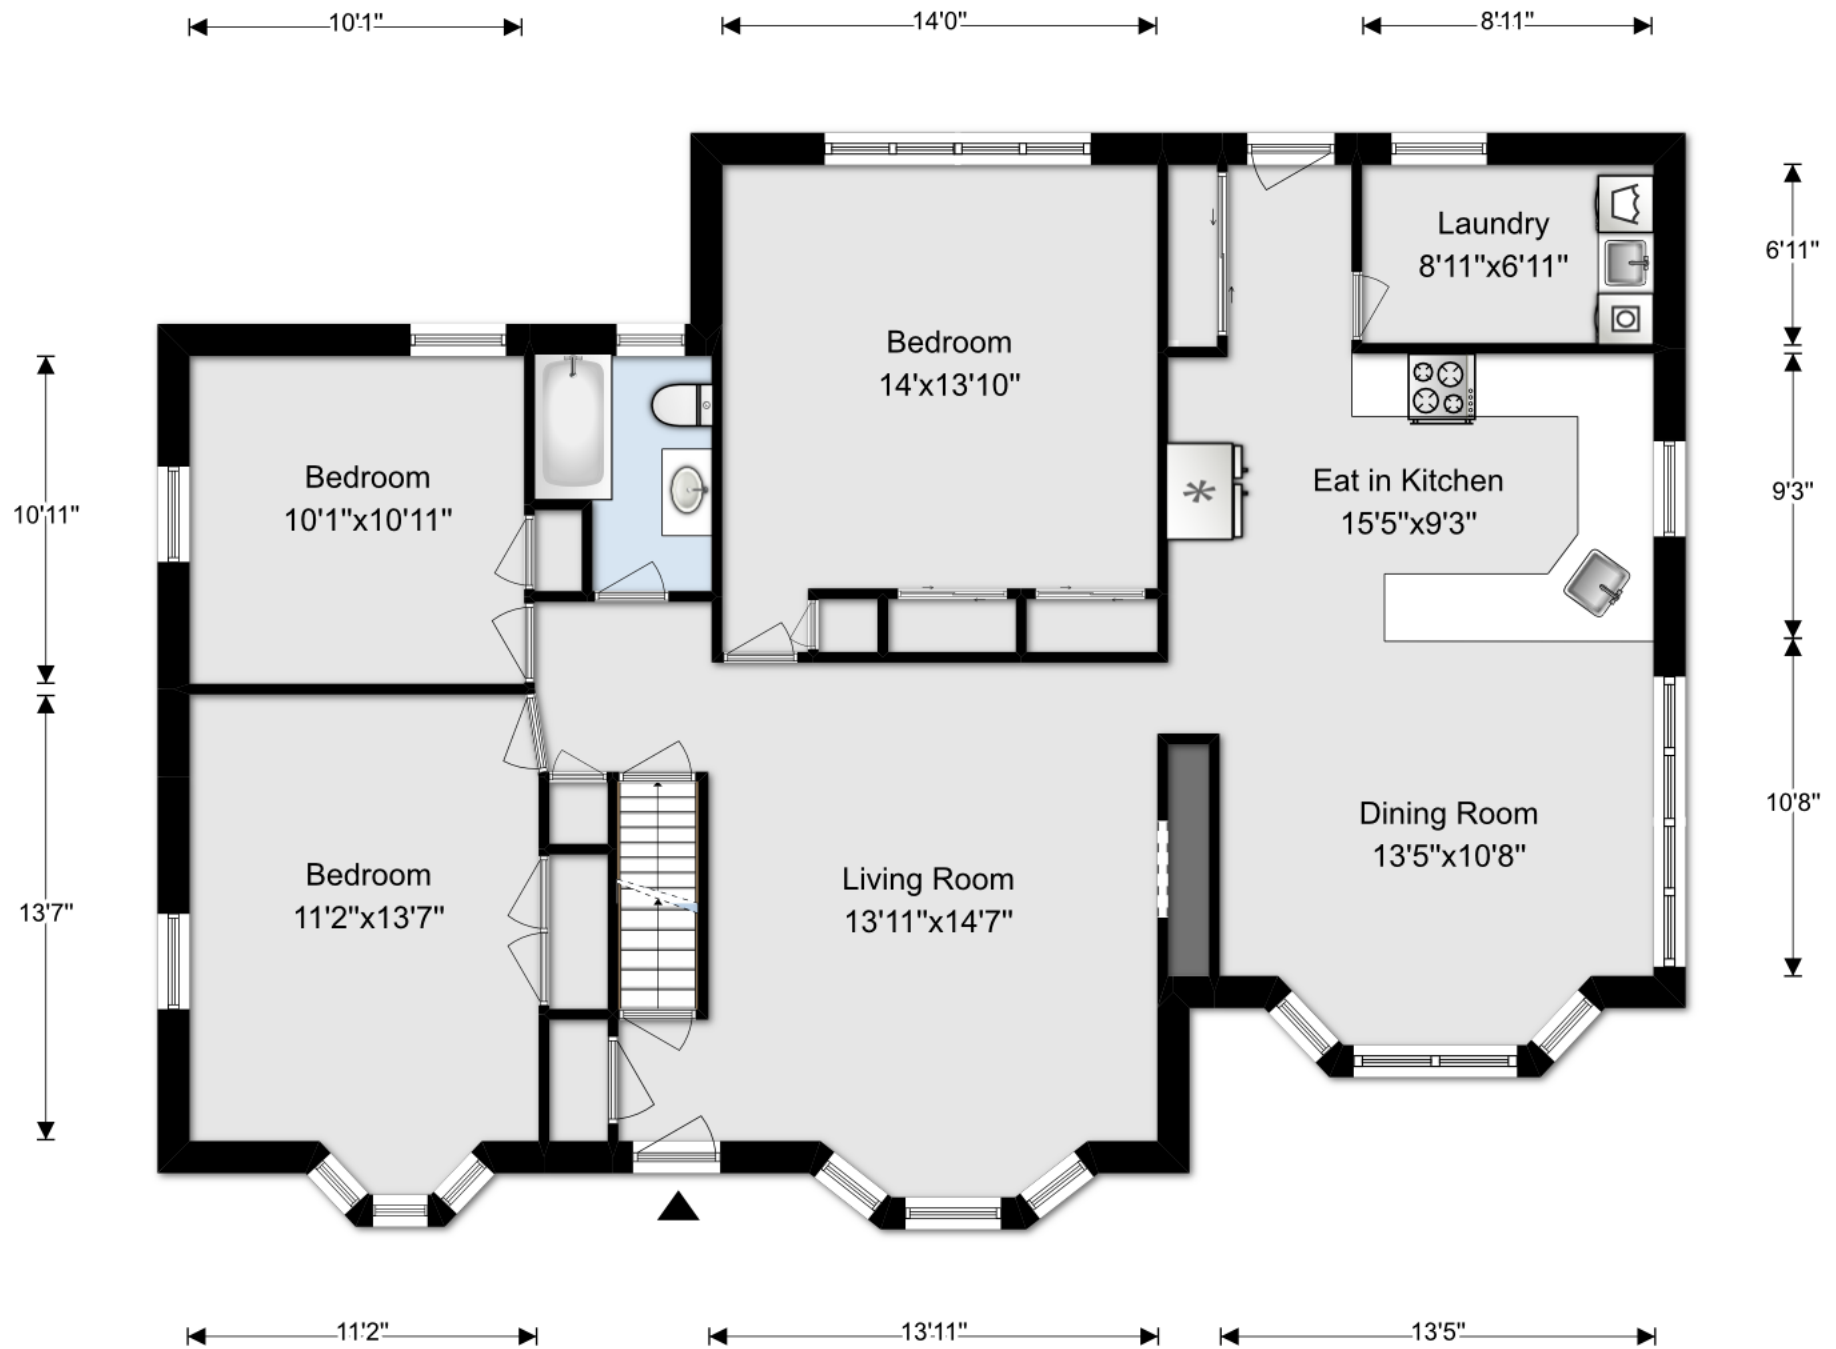 10'1"
14'0"
8'11"
Laundry
8'11"x6'11"
6'11"
Bedroom
14'x13'10"
Bedroom
10'1"x10'11"
10'11"
Eat in Kitchen
15'5"x9'3"
9'3"
Dining Room
13'5"x10'8"
10'8"
Bedroom
11'2"x13'7"
13'7"
Living Room
13'11"x14'7"
11'2"
13'11"
13'5"